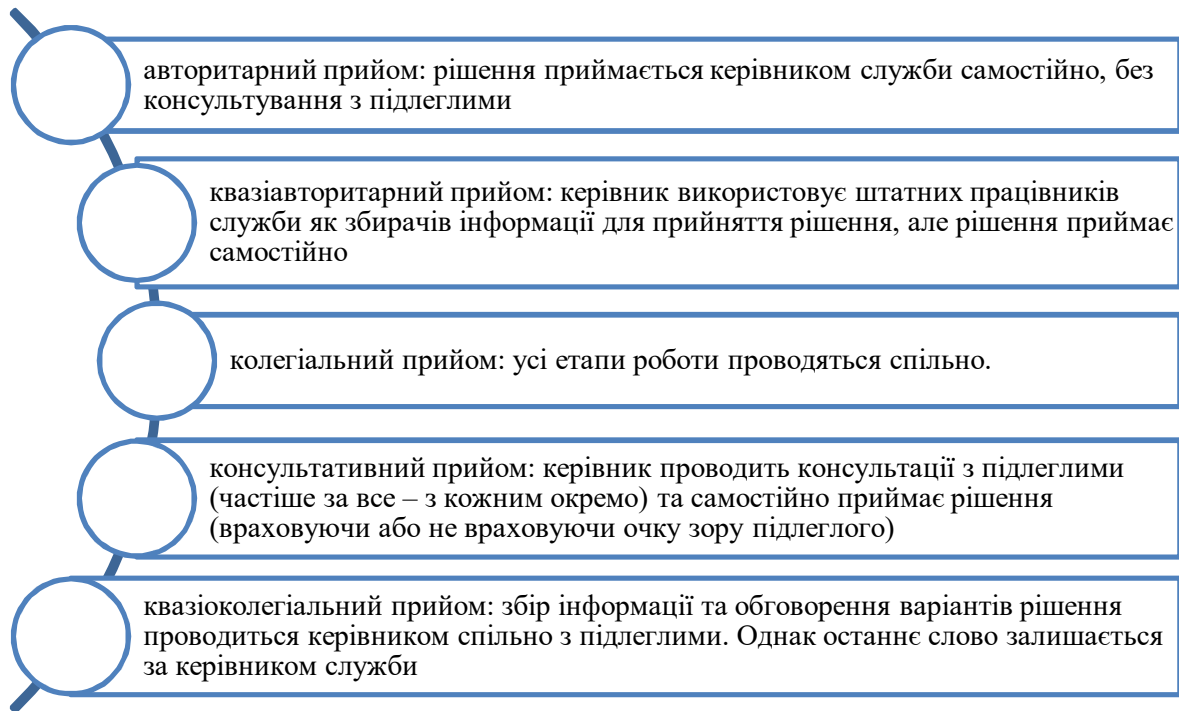 авторитарний прийом: рішення приймається керівником служби самостійно, без
консультування з підлеглими
квазіавторитарний прийом: керівник використовує штатних працівників
служби як збирачів інформації для прийняття рішення, але рішення приймає
самостійно
колегіальний прийом: усі етапи роботи проводяться спільно.
консультативний прийом: керівник проводить консультації з підлеглими
(частіше за все – з кожним окремо) та самостійно приймає рішення
(враховуючи або не враховуючи очку зору підлеглого)
квазіоколегіальний прийом: збір інформації та обговорення варіантів рішення
проводиться керівником спільно з підлеглими. Однак останнє слово залишається
за керівником служби